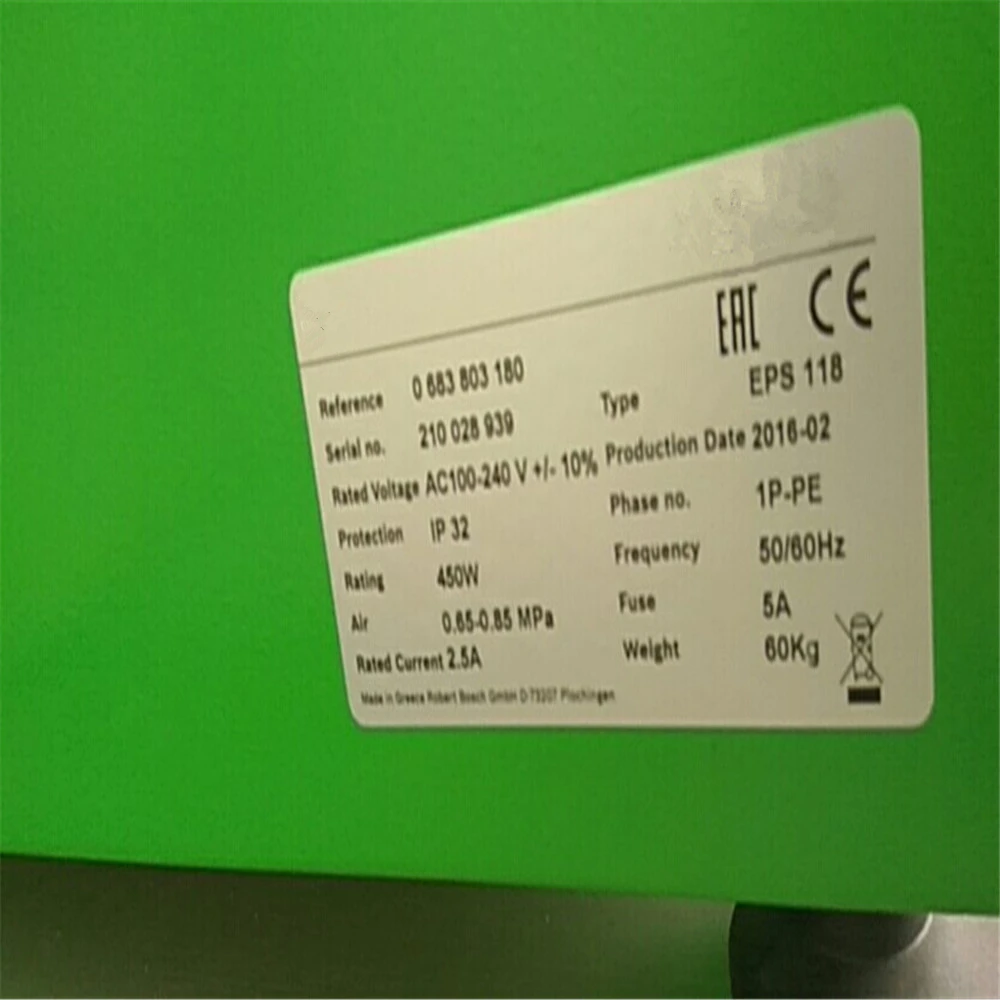 EAC CE
Reference 0 683 803 180 Type EPS 118
Serial no. 210 028 939 Production Date 2016-02
Rated Voltage AC100-240 V +/- 10% Phase no. 1P-PE
Protection IP 32 Frequency 50/60Hz
Rating 450W Fuse 5A
Air 0.65-0.85 MPa Weight 60Kg
Rated Current 2.5A
Made in Greece Robert Bosch GmbH D-73207 Plochingen